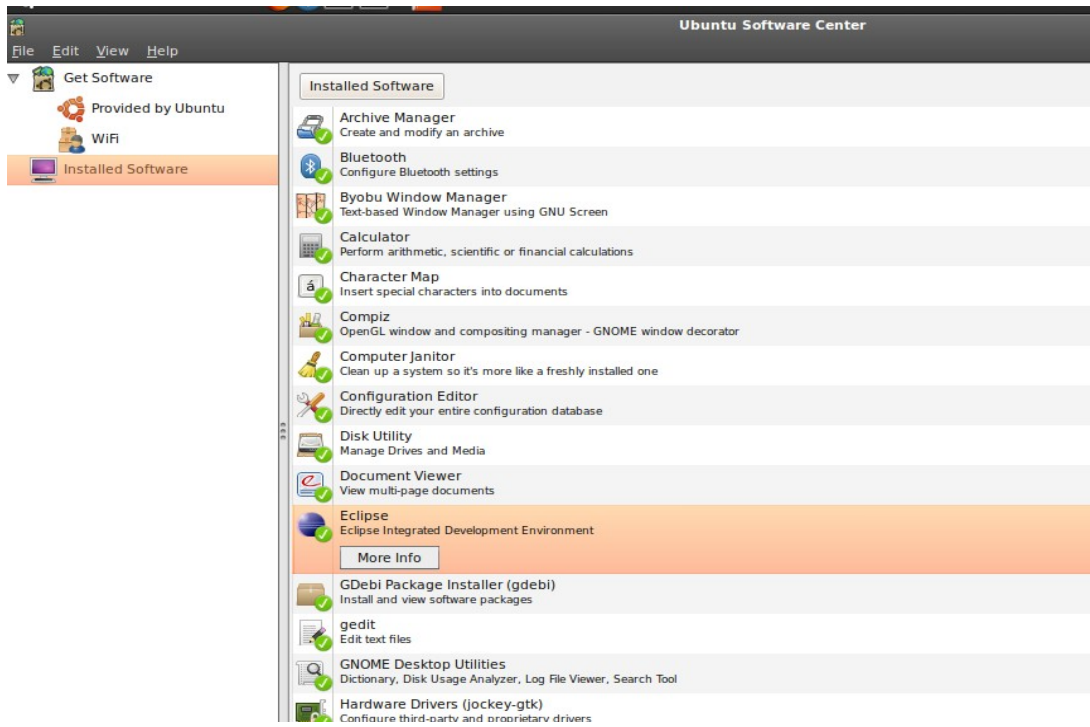 Ubuntu Software Center
File Edit View Help
Get Software
Provided by Ubuntu
WiFi
Installed Software
Installed Software
Archive Manager
Create and modify an archive
Bluetooth
Configure Bluetooth settings
Byobu Window Manager
Text-based Window Manager using GNU Screen
Calculator
Perform arithmetic, scientific or financial calculations
Character Map
Insert special characters into documents
Compiz
OpenGL window and compositing manager - GNOME window decorator
Computer Janitor
Clean up a system so it's more like a freshly installed one
Configuration Editor
Directly edit your entire configuration database
Disk Utility
Manage Drives and Media
Document Viewer
View multi-page documents
Eclipse
Eclipse Integrated Development Environment
More Info
GDebi Package Installer (gdebi)
Install and view software packages
gedit
Edit text files
GNOME Desktop Utilities
Dictionary, Disk Usage Analyzer, Log File Viewer, Search Tool
Hardware Drivers (jockey-gtk)
Configure third-party and proprietary drivers